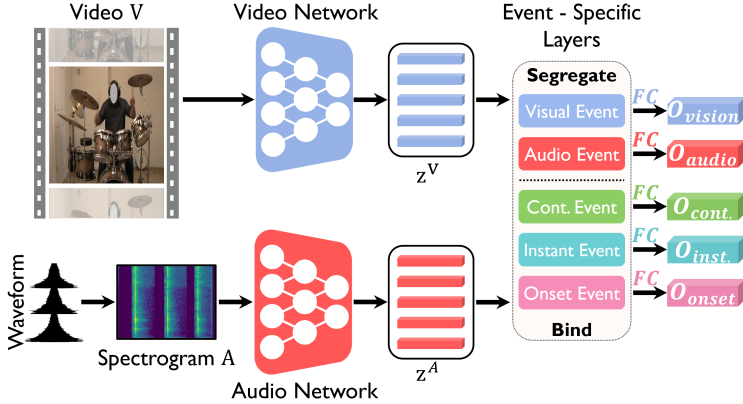 Video V
Video Network
Event - Specific
Layers
z^V
Segregate
Visual Event
FC
O_vision
Audio Event
FC
O_audio
Cont. Event
FC
O_cont.
Instant Event
FC
O_inst.
Onset Event
FC
O_onset
Bind
Waveform
Spectrogram A
Audio Network
z^A